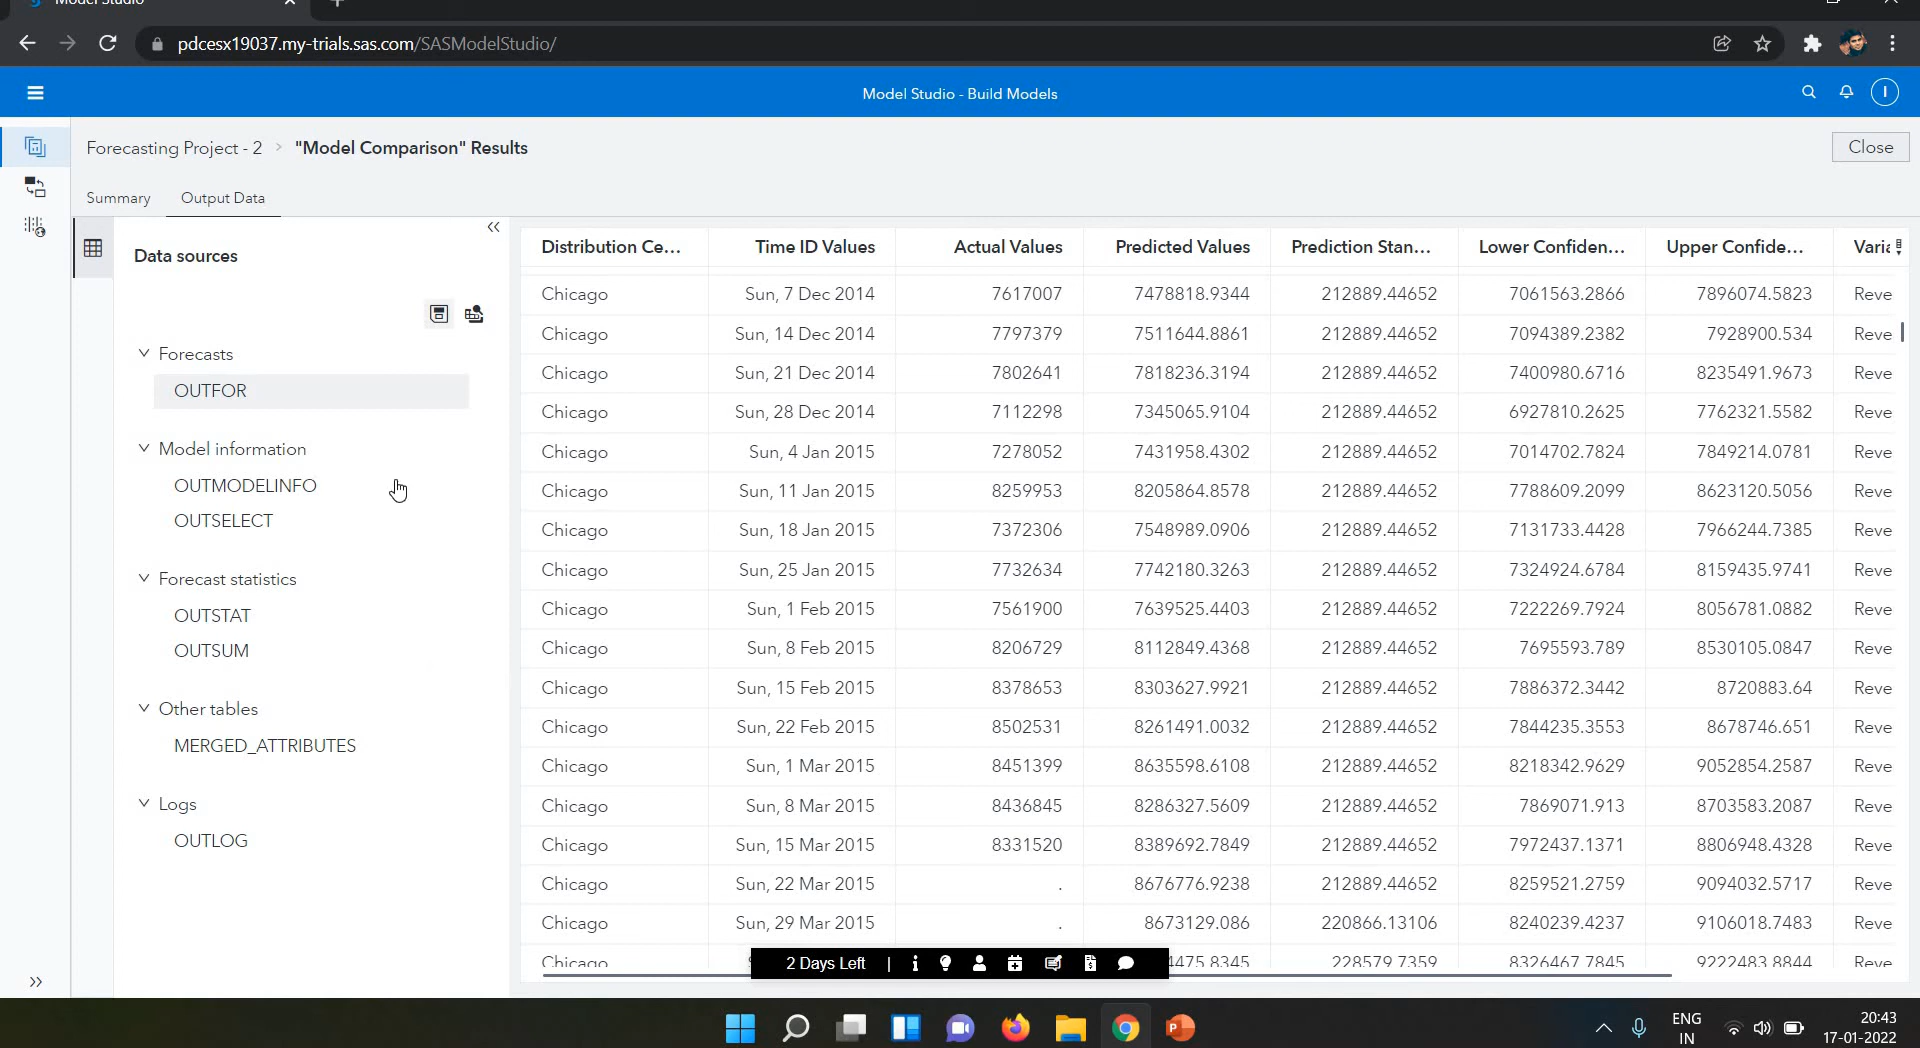 Model Studio
pdcesx19037.my-trials.sas.com/SASModelStudio/
Model Studio - Build Models
I
Forecasting Project - 2 > "Model Comparison" Results
Close
Summary Output Data
Data sources
Forecasts
OUTFOR
Model information
OUTMODELINFO
OUTSELECT
Forecast statistics
OUTSTAT
OUTSUM
Other tables
MERGED_ATTRIBUTES
Logs
OUTLOG
Distribution Ce... Time ID Values Actual Values Predicted Values Prediction Stan... Lower Confiden... Upper Confide... Varia
Chicago Sun, 7 Dec 2014 7617007 7478818.9344 212889.44652 7061563.2866 7896074.5823 Reve
Chicago Sun, 14 Dec 2014 7797379 7511644.8861 212889.44652 7094389.2382 7928900.534 Reve
Chicago Sun, 21 Dec 2014 7802641 7818236.3194 212889.44652 7400980.6716 8235491.9673 Reve
Chicago Sun, 28 Dec 2014 7112298 7345065.9104 212889.44652 6927810.2625 7762321.5582 Reve
Chicago Sun, 4 Jan 2015 7278052 7431958.4302 212889.44652 7014702.7824 7849214.0781 Reve
Chicago Sun, 11 Jan 2015 8259953 8205864.8578 212889.44652 7788609.2099 8623120.5056 Reve
Chicago Sun, 18 Jan 2015 7372306 7548989.0906 212889.44652 7131733.4428 7966244.7385 Reve
Chicago Sun, 25 Jan 2015 7732634 7742180.3263 212889.44652 7324924.6784 8159435.9741 Reve
Chicago Sun, 1 Feb 2015 7561900 7639525.4403 212889.44652 7222269.7924 8056781.0882 Reve
Chicago Sun, 8 Feb 2015 8206729 8112849.4368 212889.44652 7695593.789 8530105.0847 Reve
Chicago Sun, 15 Feb 2015 8378653 8303627.9921 212889.44652 7886372.3442 8720883.64 Reve
Chicago Sun, 22 Feb 2015 8502531 8261491.0032 212889.44652 7844235.3553 8678746.651 Reve
Chicago Sun, 1 Mar 2015 8451399 8635598.6108 212889.44652 8218342.9629 9052854.2587 Reve
Chicago Sun, 8 Mar 2015 8436845 8286327.5609 212889.44652 7869071.913 8703583.2087 Reve
Chicago Sun, 15 Mar 2015 8331520 8389692.7849 212889.44652 7972437.1371 8806948.4328 Reve
Chicago Sun, 22 Mar 2015 . 8676776.9238 212889.44652 8259521.2759 9094032.5717 Reve
Chicago Sun, 29 Mar 2015 . 8673129.086 220866.13106 8240239.4237 9106018.7483 Reve
Chicago 4475.8345 228579.7359 8326467.7845 9222483.8844 Reve
2 Days Left |
ENG
IN
20:43
17-01-2022